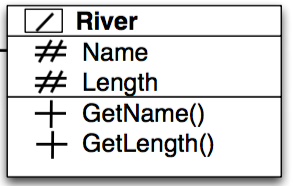 River
# Name
# Length
+ GetName()
+ GetLength()